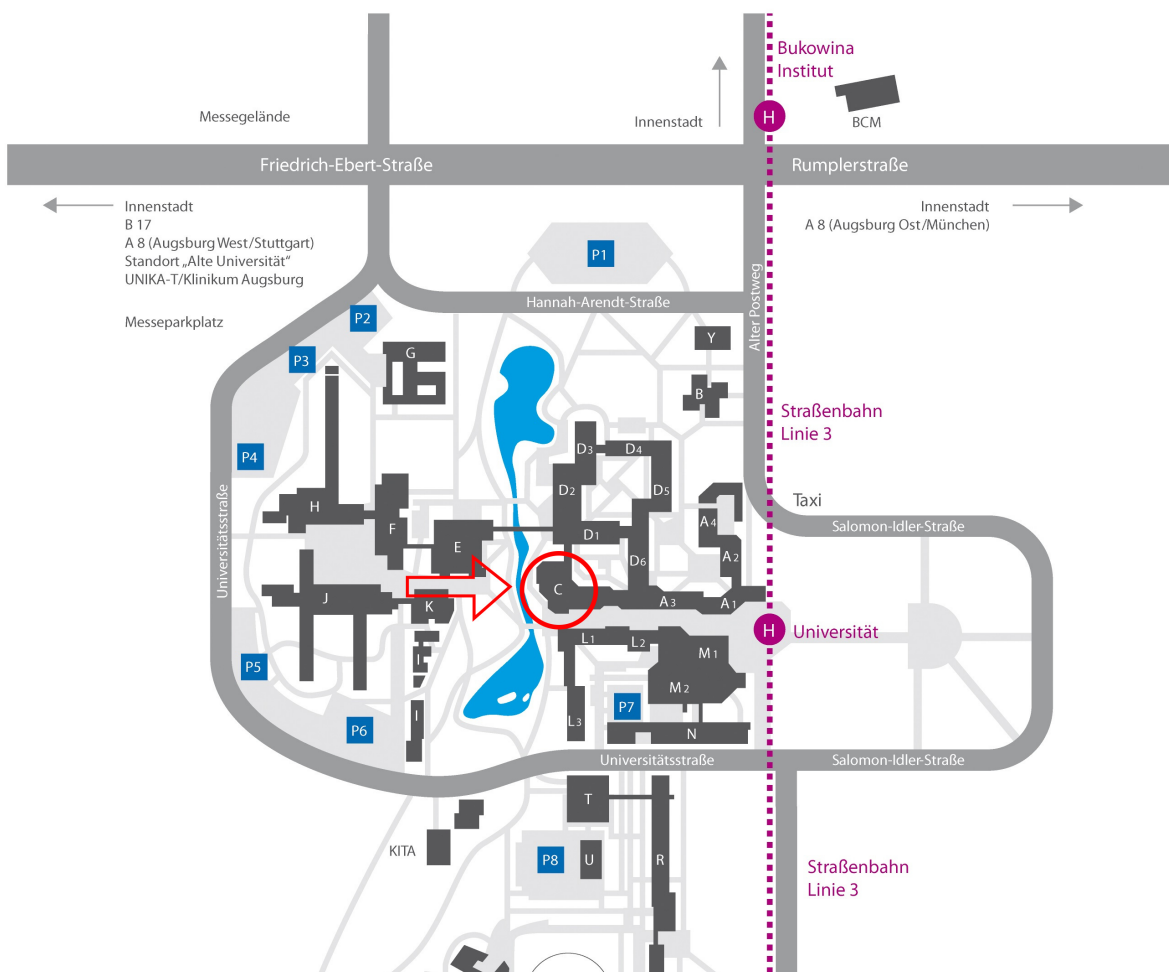 Bukowina
Institut
H
BCM
Messegelände
Innenstadt
Friedrich-Ebert-Straße
Rumplerstraße
Innenstadt
B 17
A 8 (Augsburg West/Stuttgart)
Standort „Alte Universität“
UNIKA-T/Klinikum Augsburg
Messeparkplatz
Innenstadt
A 8 (Augsburg Ost/München)
P1
Hannah-Arendt-Straße
Alter Postweg
P2
P3
G
Y
B
Straßenbahn
Linie 3
P4
D3
D4
D2
D5
H
F
E
D1
D6
A4
A2
Taxi
Salomon-Idler-Straße
Universitätsstraße
C
J
K
A3
A1
H
Universität
L1
L2
M1
I
P5
M2
P7
L3
N
I
P6
Universitätsstraße
Salomon-Idler-Straße
T
KITA
P8
U
R
Straßenbahn
Linie 3